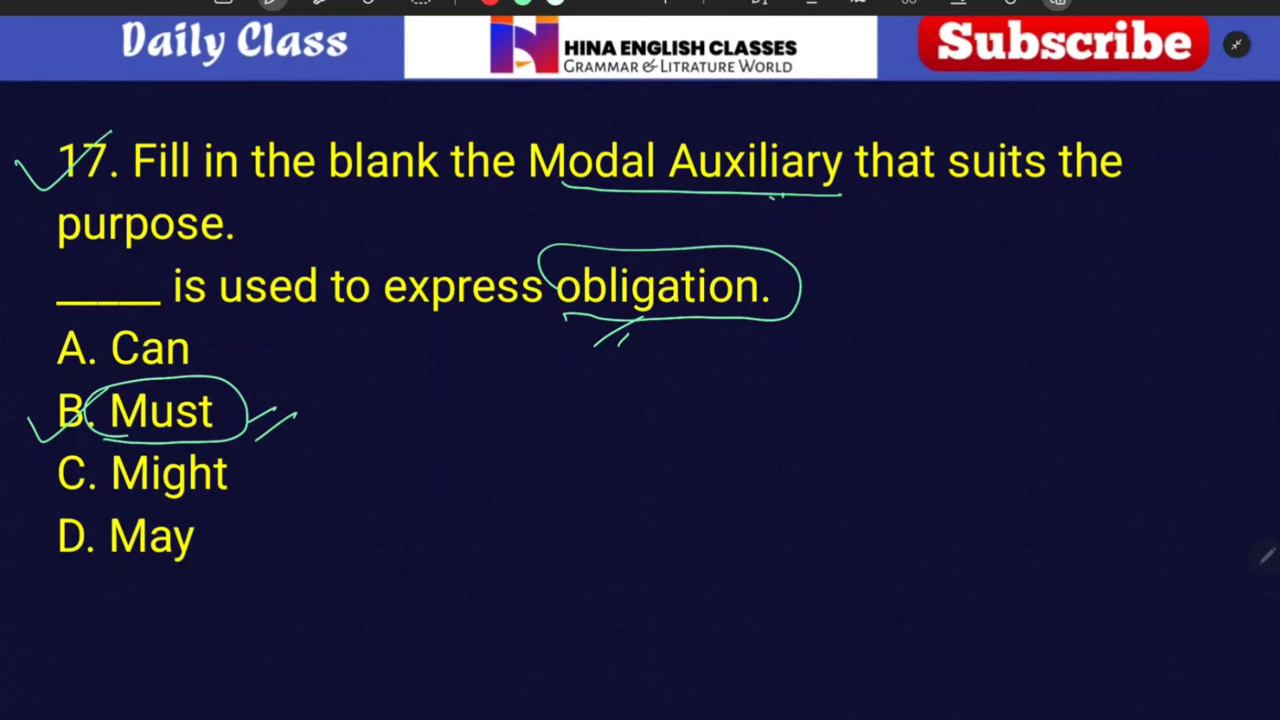 Daily Class
HINA ENGLISH CLASSES
GRAMMAR & LITRATURE WORLD
Subscribe
17. Fill in the blank the Modal Auxiliary that suits the
purpose.
_____ is used to express obligation.
A. Can
B. Must
C. Might
D. May